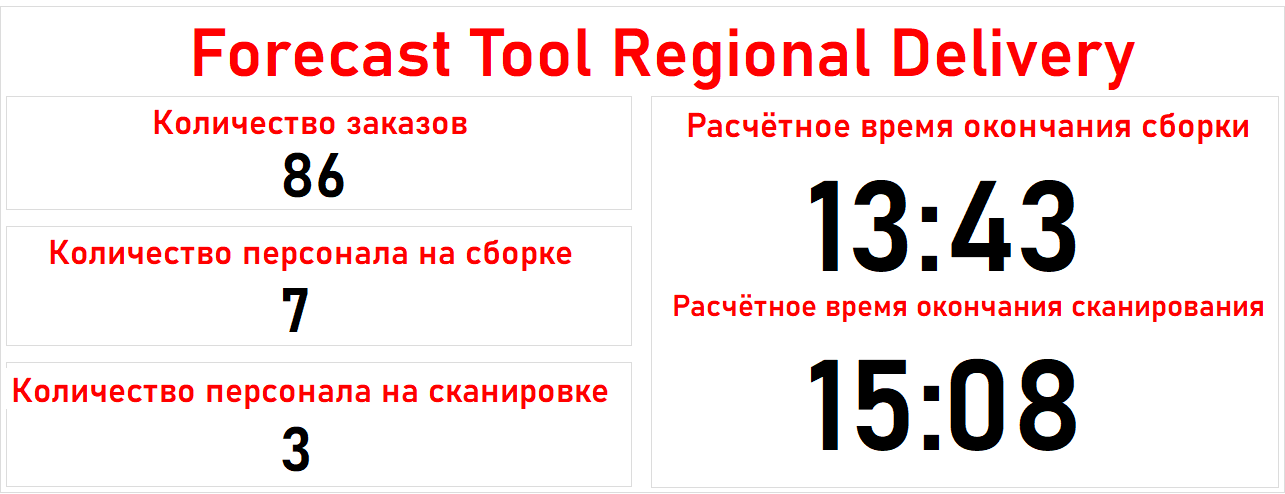 Forecast Tool Regional Delivery
Количество заказов
86
Количество персонала на сборке
7
Количество персонала на сканировке
3
Расчётное время окончания сборки
13:43
Расчётное время окончания сканирования
15:08